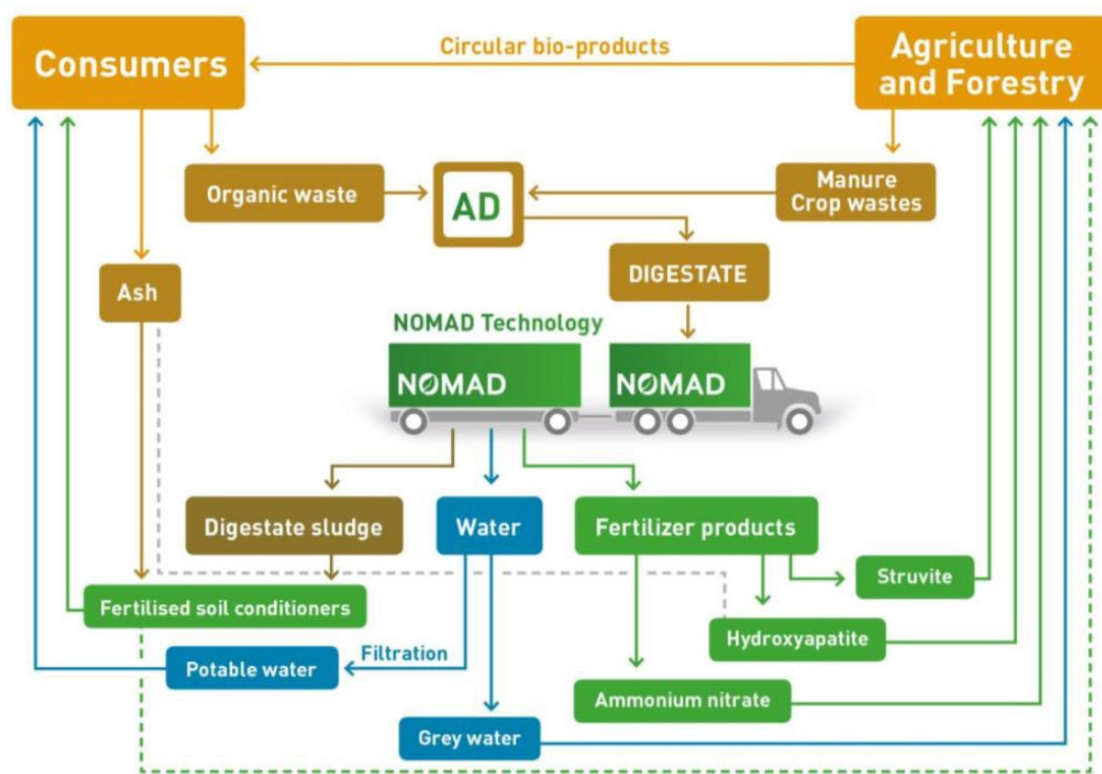 Consumers
Circular bio-products
Agriculture
and Forestry
Organic waste
AD
Manure
Crop wastes
Ash
DIGESTATE
NOMAD Technology
NOMAD
NOMAD
Digestate sludge
Water
Fertilizer products
Fertilised soil conditioners
Struvite
Hydroxyapatite
Potable water
Filtration
Ammonium nitrate
Grey water